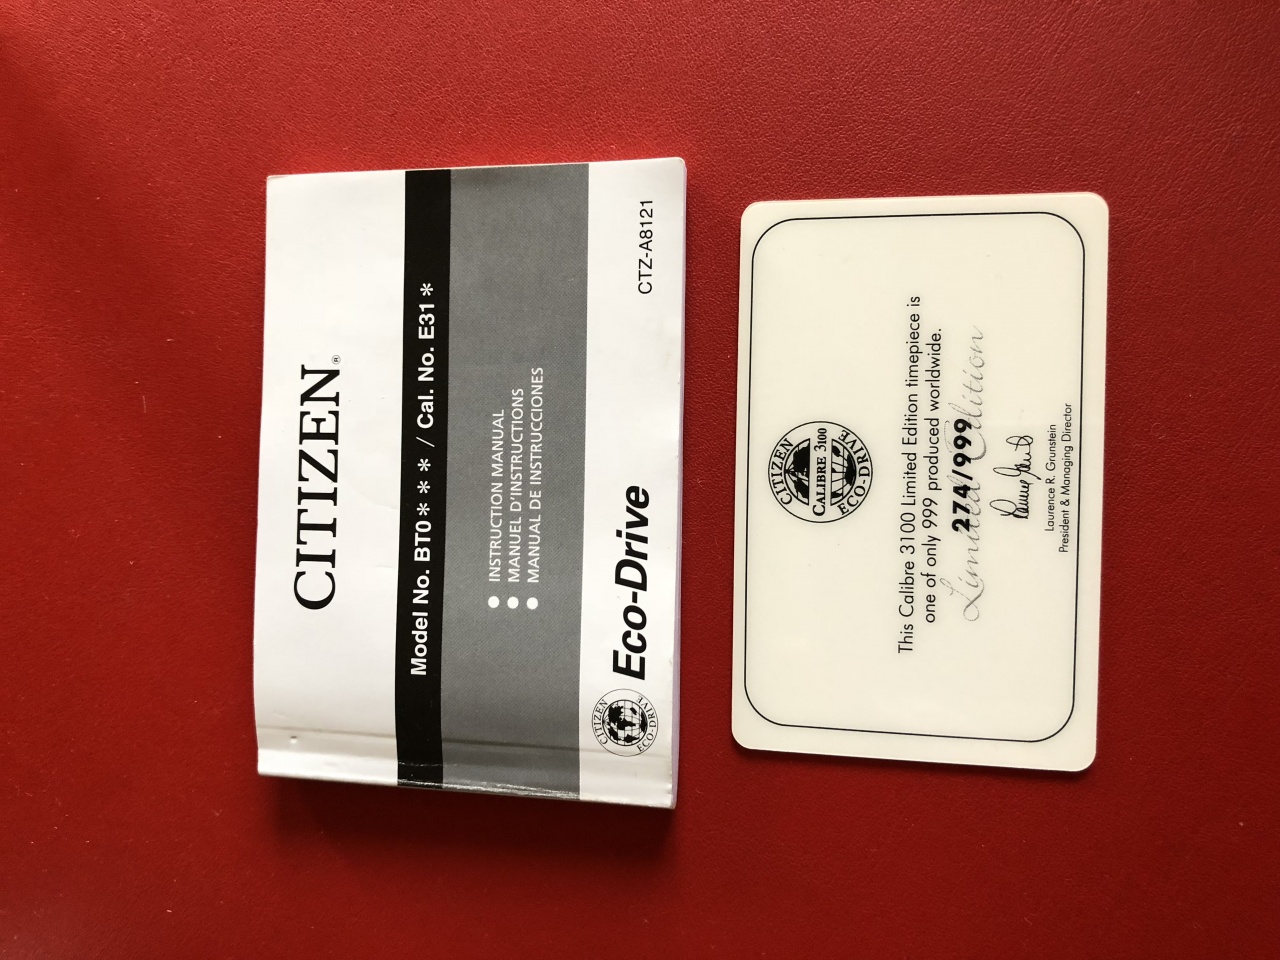 CITIZEN®
Model No. BT0＊＊＊ / Cal. No. E31＊
● INSTRUCTION MANUAL
● MANUEL D'INSTRUCTIONS
● MANUAL DE INSTRUCCIONES
CITIZEN
ECO-DRIVE
Eco-Drive
CTZ-A8121
CITIZEN
CALIBRE 3100
ECO-DRIVE
This Calibre 3100 Limited Edition timepiece is
one of only 999 produced worldwide.
274/999
Limited Edition
Laurence R. Grunstein
President & Managing Director